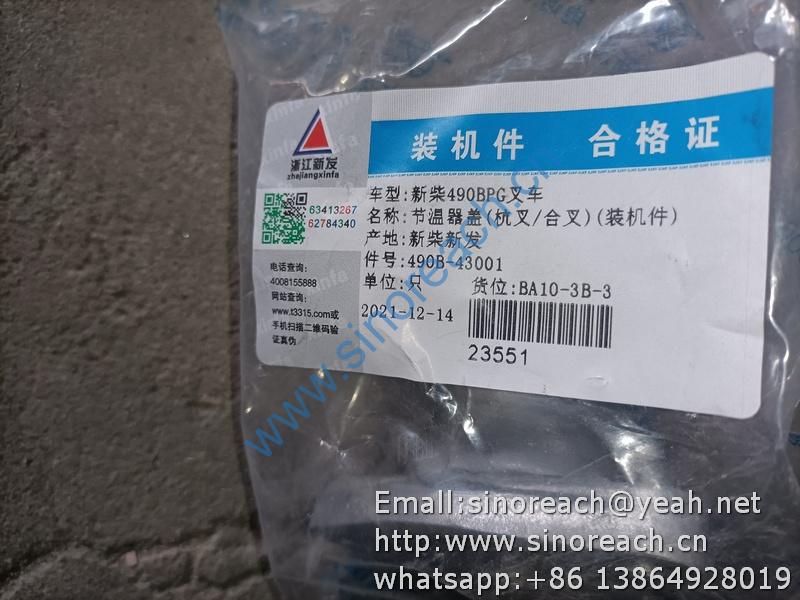 装机件 合格证
浙江新发
zhejiangxinfa
63413267
62784340
电话查询:
4008155888
网站查询:
www.t3315.com或
手机扫描二维码验
证真伪
车型:新柴490BPG叉车
名称:节温器盖(杭叉/合叉)(装机件)
产地:新柴新发
件号:490B-43001
单位:只 货位:BA10-3B-3
2021-12-14
23551
www.sinoreach.cn
Email:sinoreach@yeah.net
http:www.sinoreach.cn
whatsapp:+86 13864928019